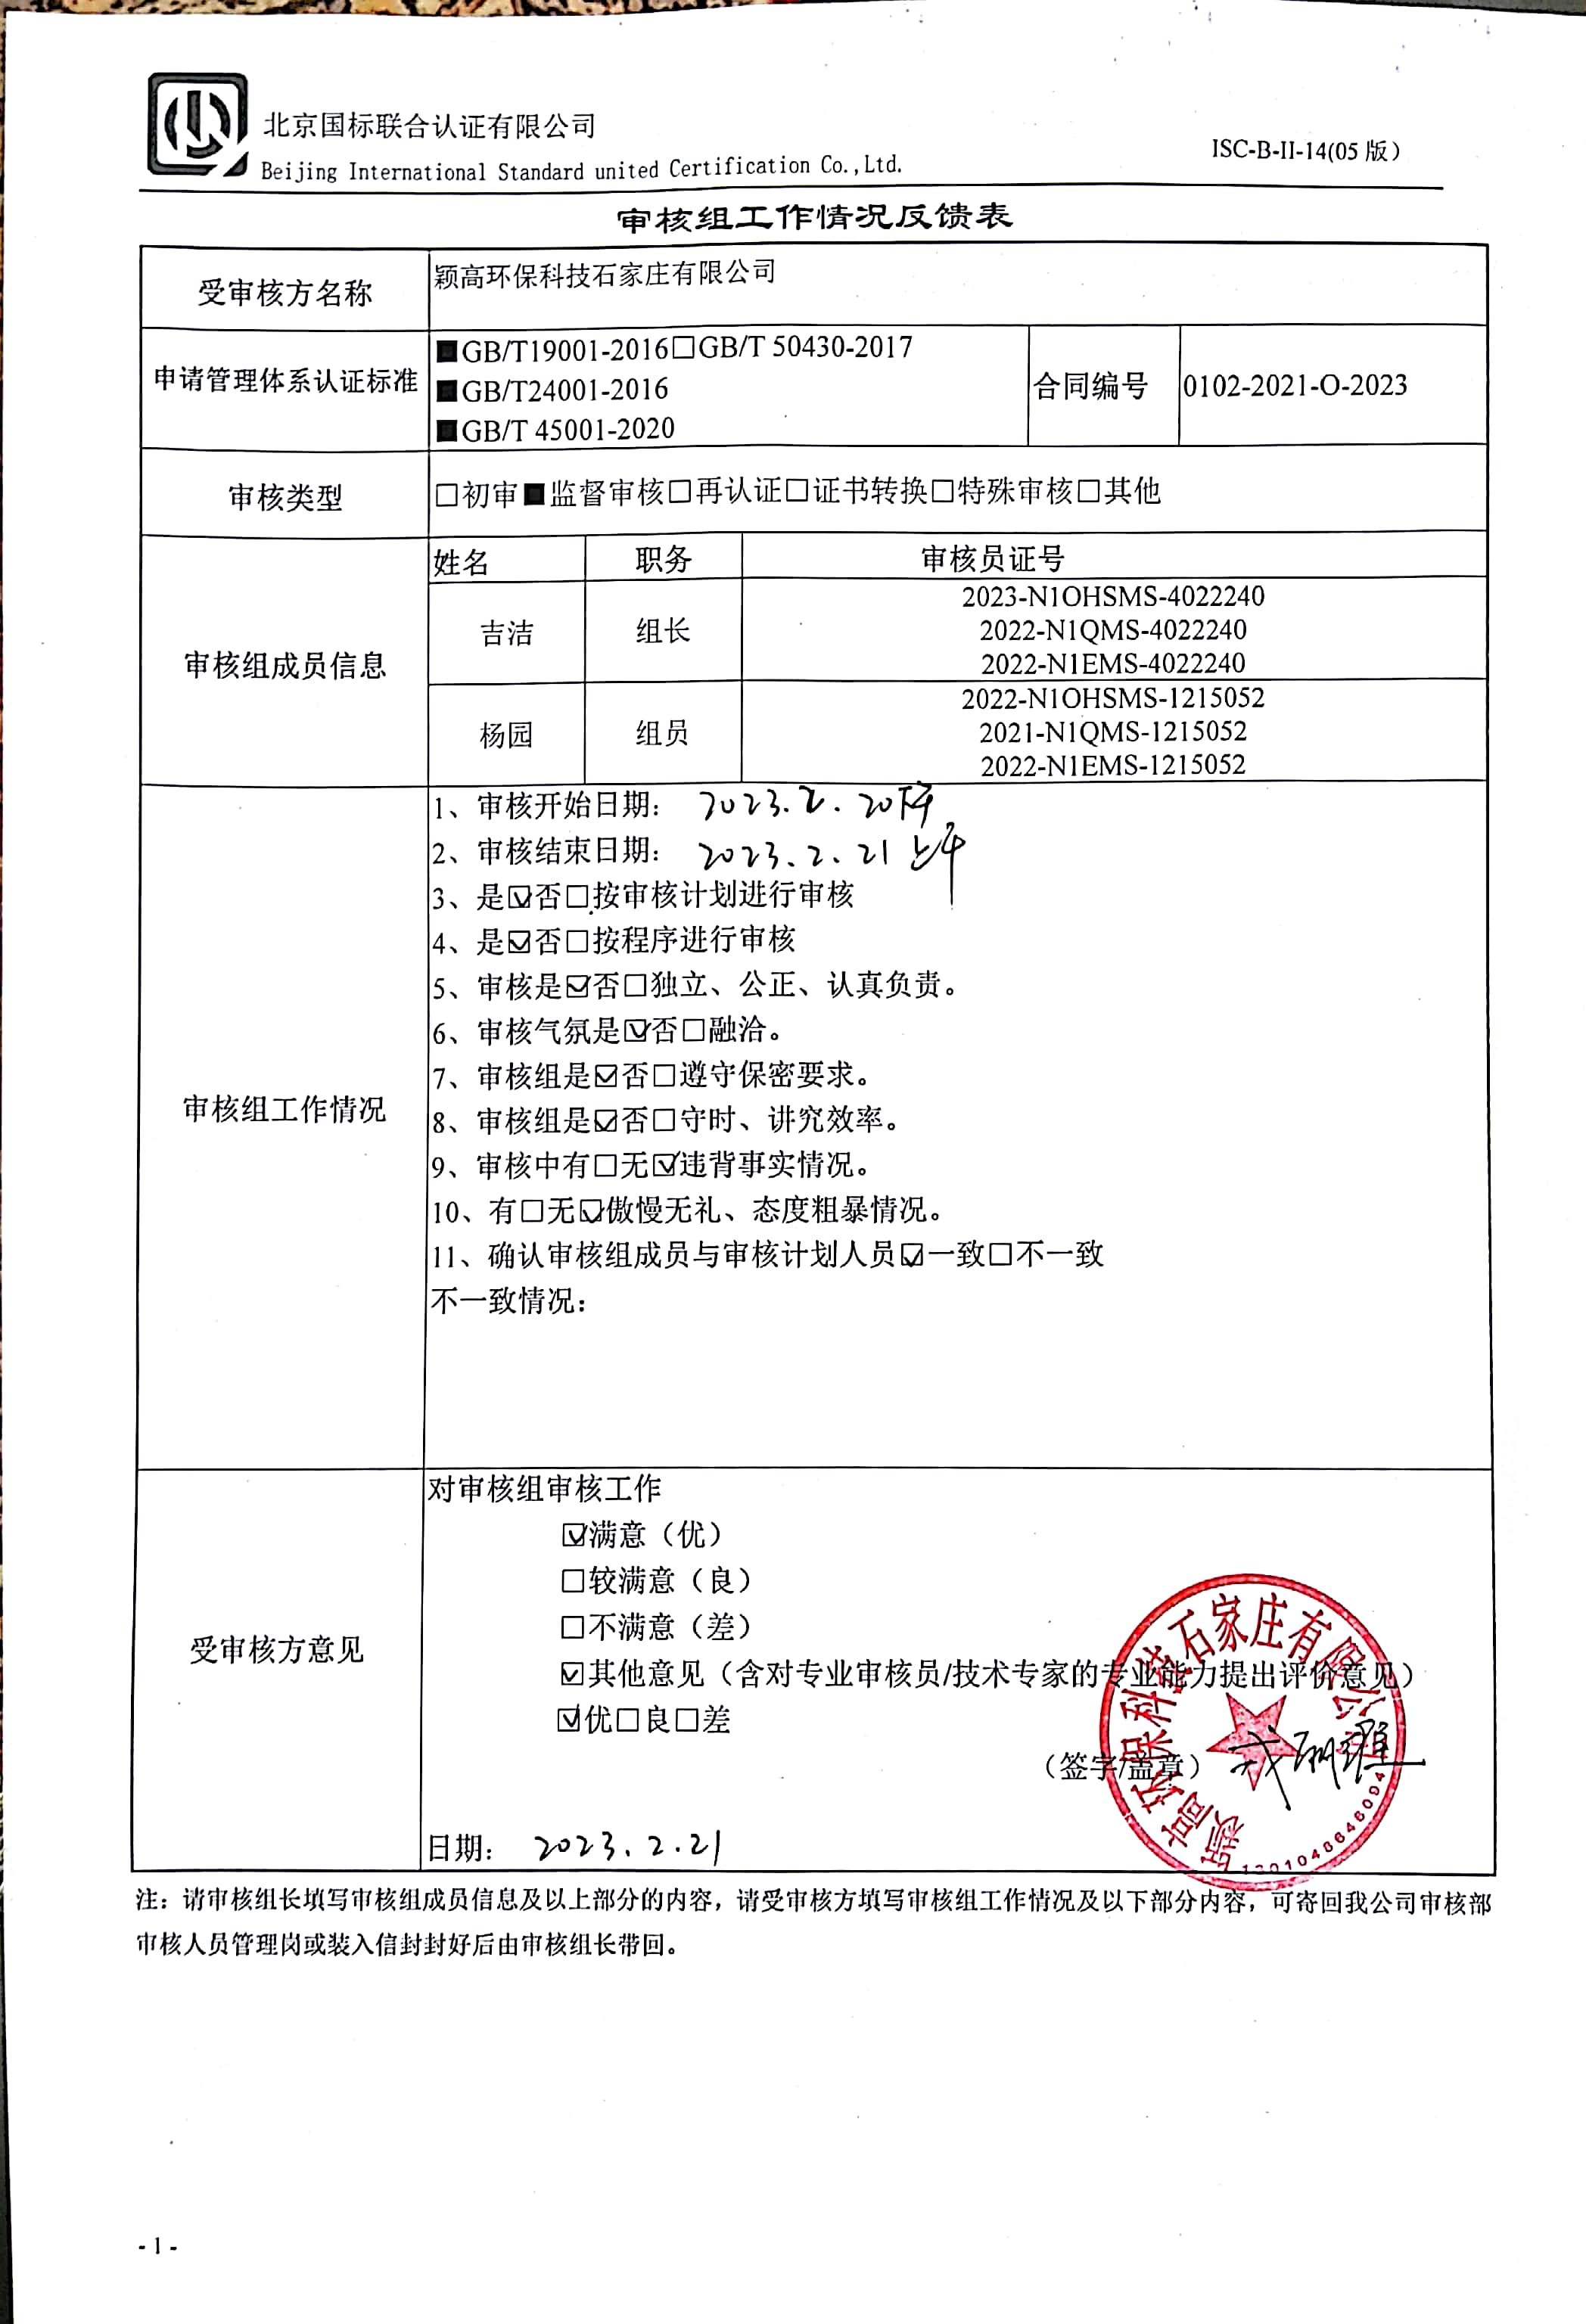 北京国标联合认证有限公司
Beijing International Standard united Certification Co.,Ltd.
ISC-B-II-14(05 版)
审核组工作情况反馈表
受审核方名称
颖高环保科技石家庄有限公司
申请管理体系认证标准
■GB/T19001-2016□GB/T 50430-2017
■GB/T24001-2016
■GB/T 45001-2020
合同编号
0102-2021-O-2023
审核类型
□初审■监督审核□再认证□证书转换□特殊审核□其他
审核组成员信息
姓名 职务 审核员证号
吉洁 组长
2023-N1OHSMS-4022240
2022-N1QMS-4022240
2022-N1EMS-4022240
杨园 组员
2022-N1OHSMS-1215052
2021-N1QMS-1215052
2022-N1EMS-1215052
审核组工作情况
1、审核开始日期： 2023.2.20下午
2、审核结束日期： 2023.2.21上午
3、是☑否□按审核计划进行审核
4、是☑否□按程序进行审核
5、审核是☑否□独立、公正、认真负责。
6、审核气氛是☑否□融洽。
7、审核组是☑否□遵守保密要求。
8、审核组是☑否□守时、讲究效率。
9、审核中有□无☑违背事实情况。
10、有□无☑傲慢无礼、态度粗暴情况。
11、确认审核组成员与审核计划人员☑一致□不一致
不一致情况：
受审核方意见
对审核组审核工作
☑满意（优）
□较满意（良）
□不满意（差）
☑其他意见（含对专业审核员/技术专家的专业能力提出评价意见）
☑优□良□差
（签字/盖章）
颖高环保科技石家庄有限公司
日期： 2023.2.21
注：请审核组长填写审核组成员信息及以上部分的内容，请受审核方填写审核组工作情况及以下部分内容，可寄回我公司审核部
审核人员管理岗或装入信封封好后由审核组长带回。
- 1 -